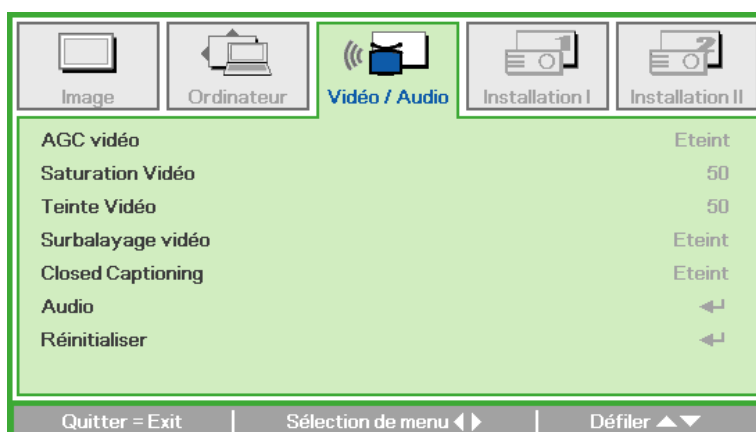 Image Ordinateur Vidéo / Audio Installation I Installation II
AGC vidéo Eteint
Saturation Vidéo 50
Teinte Vidéo 50
Surbalayage vidéo Eteint
Closed Captioning Eteint
Audio
Réinitialiser
Quitter = Exit Sélection de menu Défiler